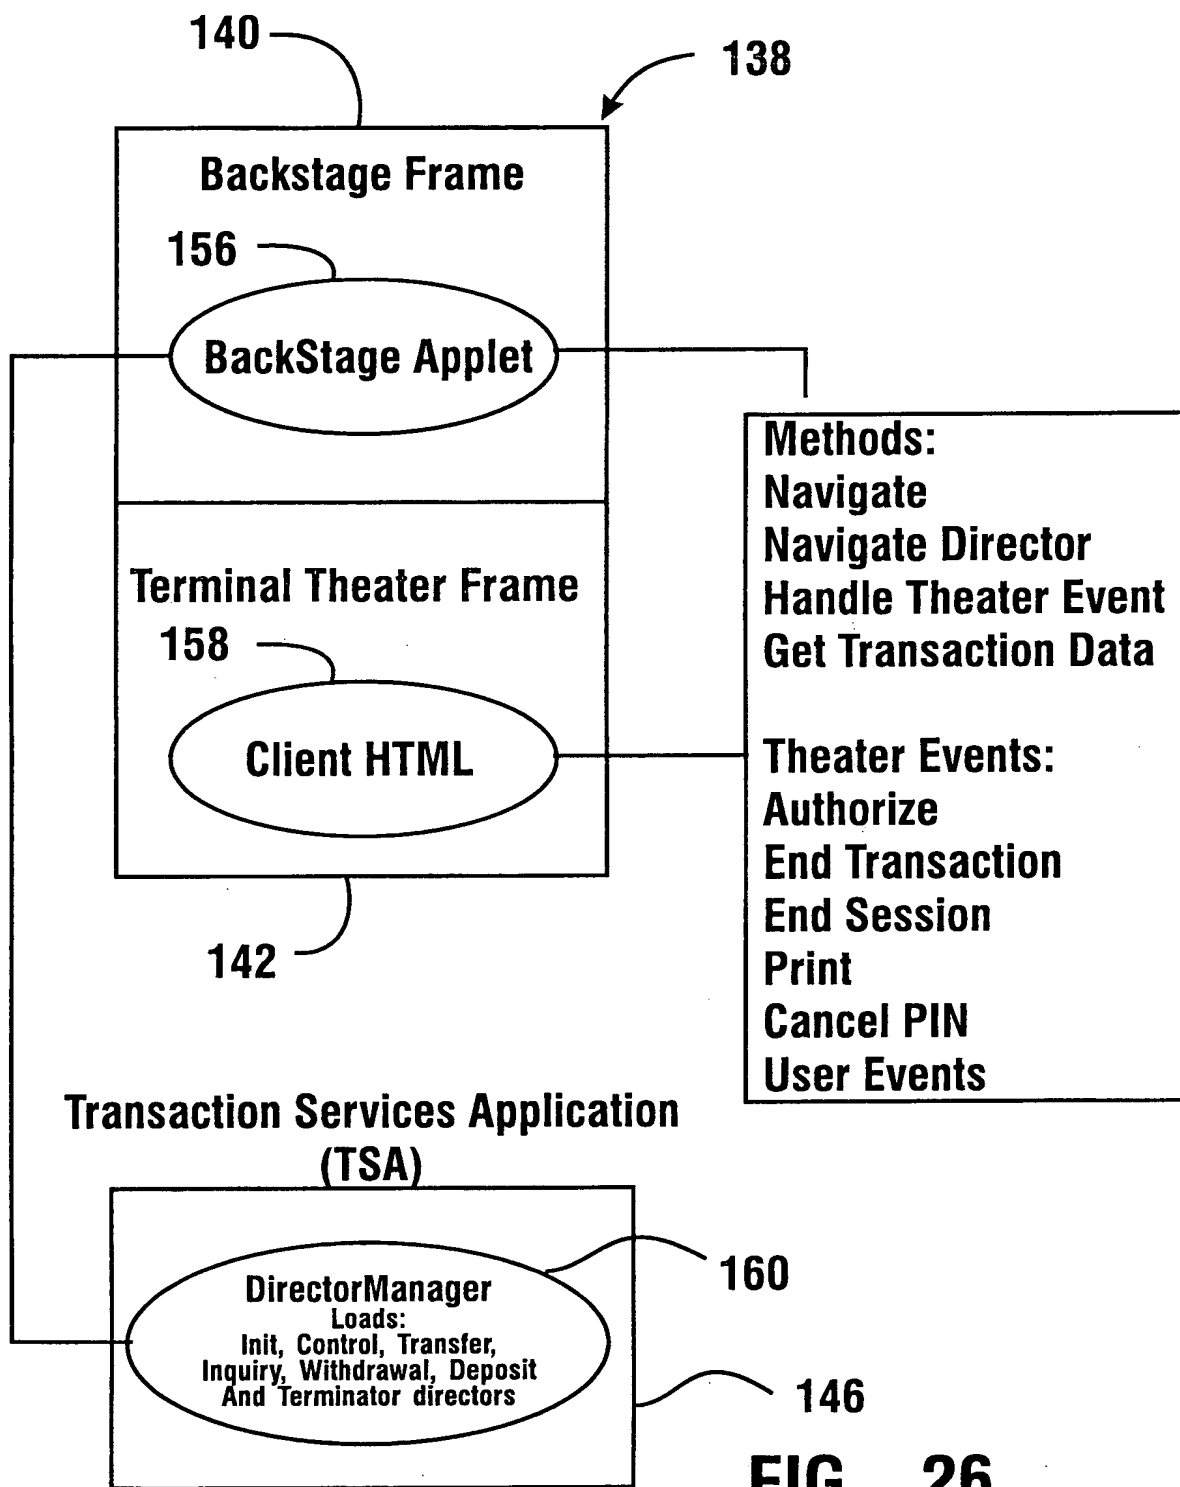 140
138
Backstage Frame
156
BackStage Applet
Methods:
Navigate
Navigate Director
Handle Theater Event
Get Transaction Data
Theater Events:
Authorize
End Transaction
End Session
Print
Cancel PIN
User Events
Terminal Theater Frame
158
Client HTML
142
Transaction Services Application
(TSA)
160
DirectorManager
Loads:
Init, Control, Transfer,
Inquiry, Withdrawal, Deposit
And Terminator directors
146
FIG. 26